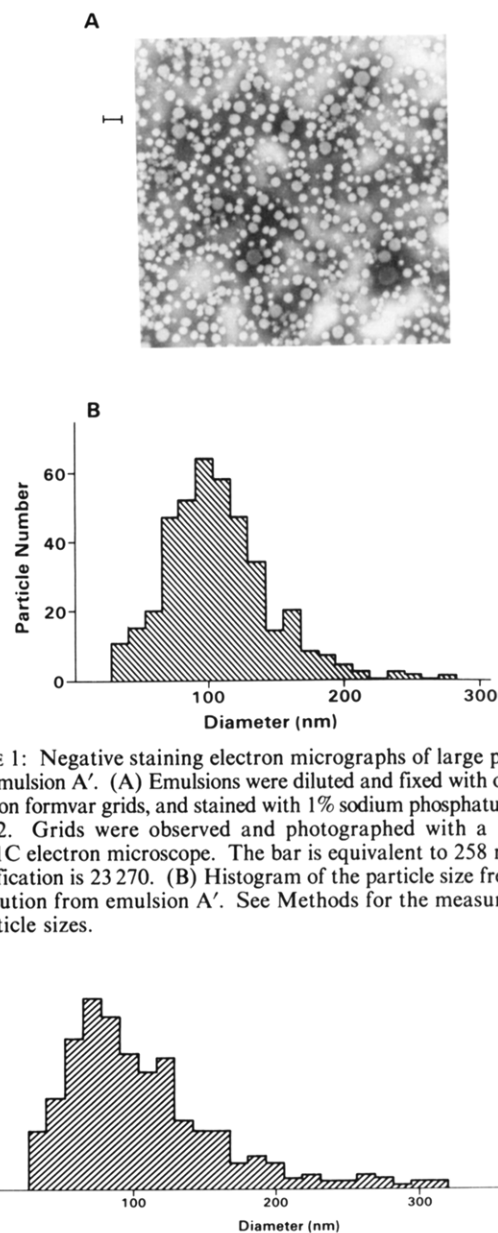 A
B
60
40
20
0
Particle Number
100 200 300
Diameter (nm)
1: Negative staining electron micrographs of large p
mulsion A′. (A) Emulsions were diluted and fixed with
on formvar grids, and stained with 1% sodium phosphatu
2. Grids were observed and photographed with a
C electron microscope. The bar is equivalent to 258
fication is 23 270. (B) Histogram of the particle size fre
ution from emulsion A′. See Methods for the measur
ticle sizes.
100 200 300
Diameter (nm)